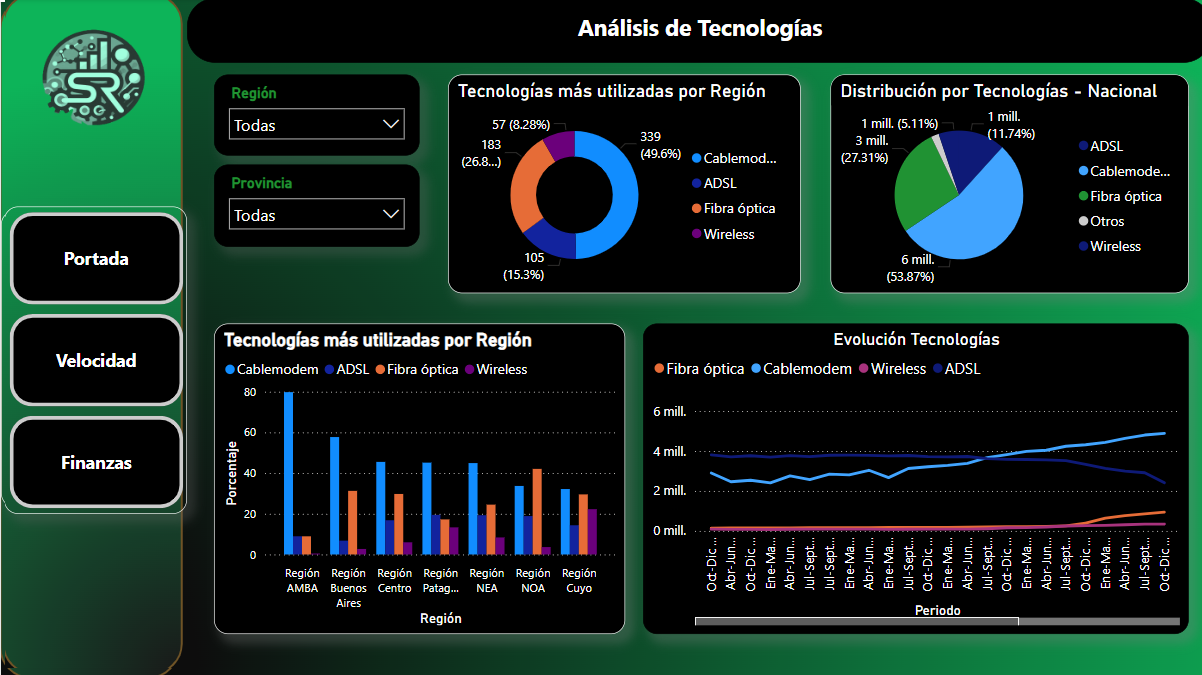 Análisis de Tecnologías
SR
Portada
Velocidad
Finanzas
Región
Todas
Provincia
Todas
Tecnologías más utilizadas por Región
57 (8.28%)
183
(26.8...)
339
(49.6%)
105
(15.3%)
Cablemod...
ADSL
Fibra óptica
Wireless
Distribución por Tecnologías - Nacional
1 mill. (5.11%)
3 mill.
(27.31%)
1 mill.
(11.74%)
6 mill.
(53.87%)
ADSL
Cablemode...
Fibra óptica
Otros
Wireless
Tecnologías más utilizadas por Región
Cablemodem ADSL Fibra óptica Wireless
Porcentaje
80
60
40
20
0
Región
AMBA
Región
Buenos
Aires
Región
Centro
Región
Patag...
Región
NEA
Región
NOA
Región
Cuyo
Región
Evolución Tecnologías
Fibra óptica Cablemodem Wireless ADSL
6 mill.
4 mill.
2 mill.
0 mill.
Oct-Dic ...
Abr-Jun...
Oct-Dic ...
Ene-Ma...
Abr-Jun...
Jul-Sept...
Jul-Sept...
Ene-Ma...
Abr-Jun...
Ene-Ma...
Jul-Sept...
Oct-Dic ...
Ene-Ma...
Abr-Jun...
Jul-Sept...
Oct-Dic ...
Ene-Ma...
Abr-Jun...
Jul-Sept...
Oct-Dic ...
Ene-Ma...
Abr-Jun...
Jul-Sept...
Oct-Dic ...
Periodo